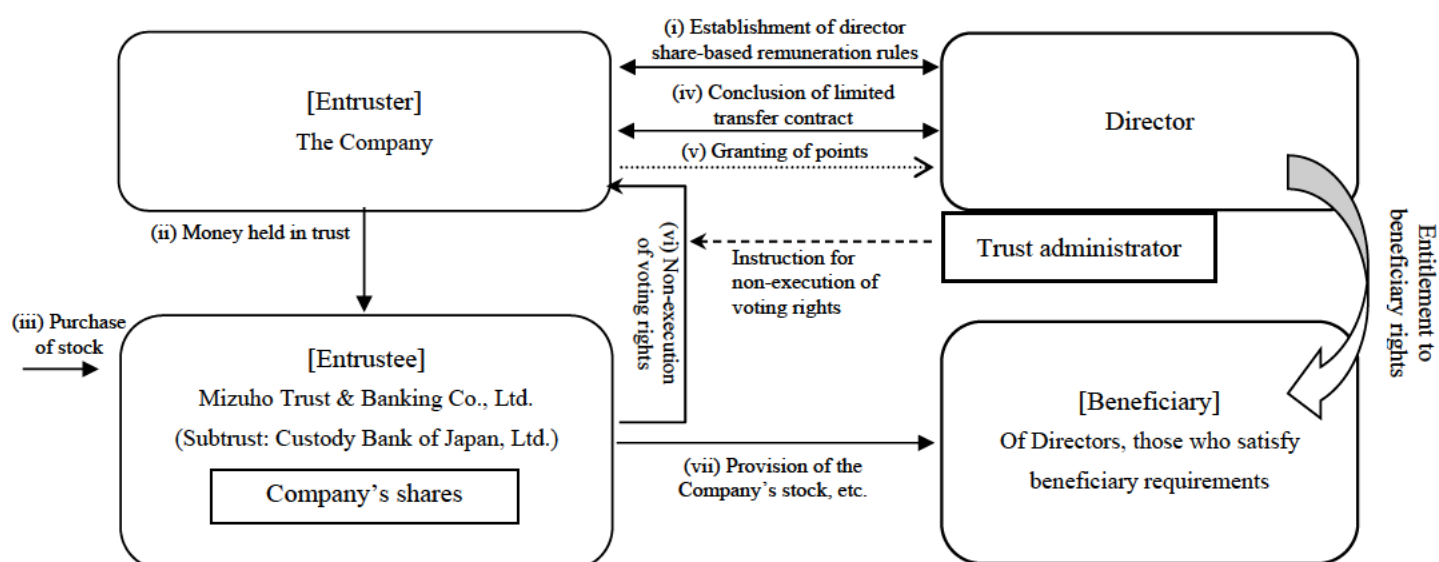 (i) Establishment of director
share-based remuneration rules
[Entruster]
The Company
(iv) Conclusion of limited
transfer contract
Director
(v) Granting of points
(ii) Money held in trust
(vi) Non-execution
of voting rights
Trust administrator
Instruction for
non-execution of
voting rights
Entitlement to
beneficiary rights
(iii) Purchase
of stock
[Entrustee]
Mizuho Trust & Banking Co., Ltd.
(Subtrust: Custody Bank of Japan, Ltd.)
Company's shares
(vii) Provision of the
Company's stock, etc.
[Beneficiary]
Of Directors, those who satisfy
beneficiary requirements